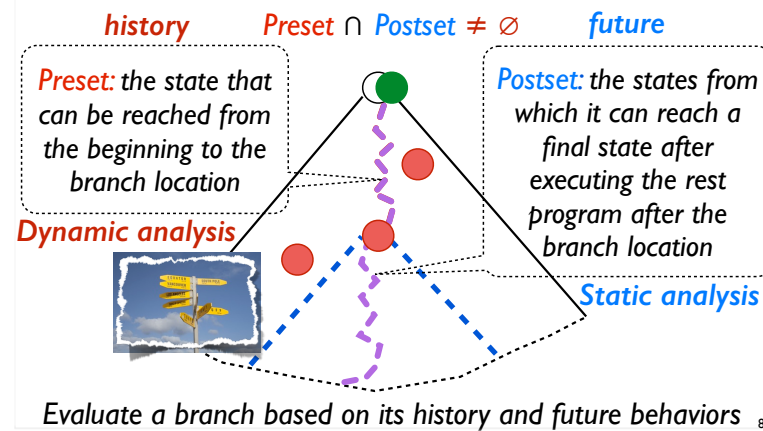 history
Preset ∩ Postset ≠ ∅
future
Preset: the state that
can be reached from
the beginning to the
branch location
Postset: the states from
which it can reach a
final state after
executing the rest
program after the
branch location
Dynamic analysis
Static analysis
Evaluate a branch based on its history and future behaviors
8